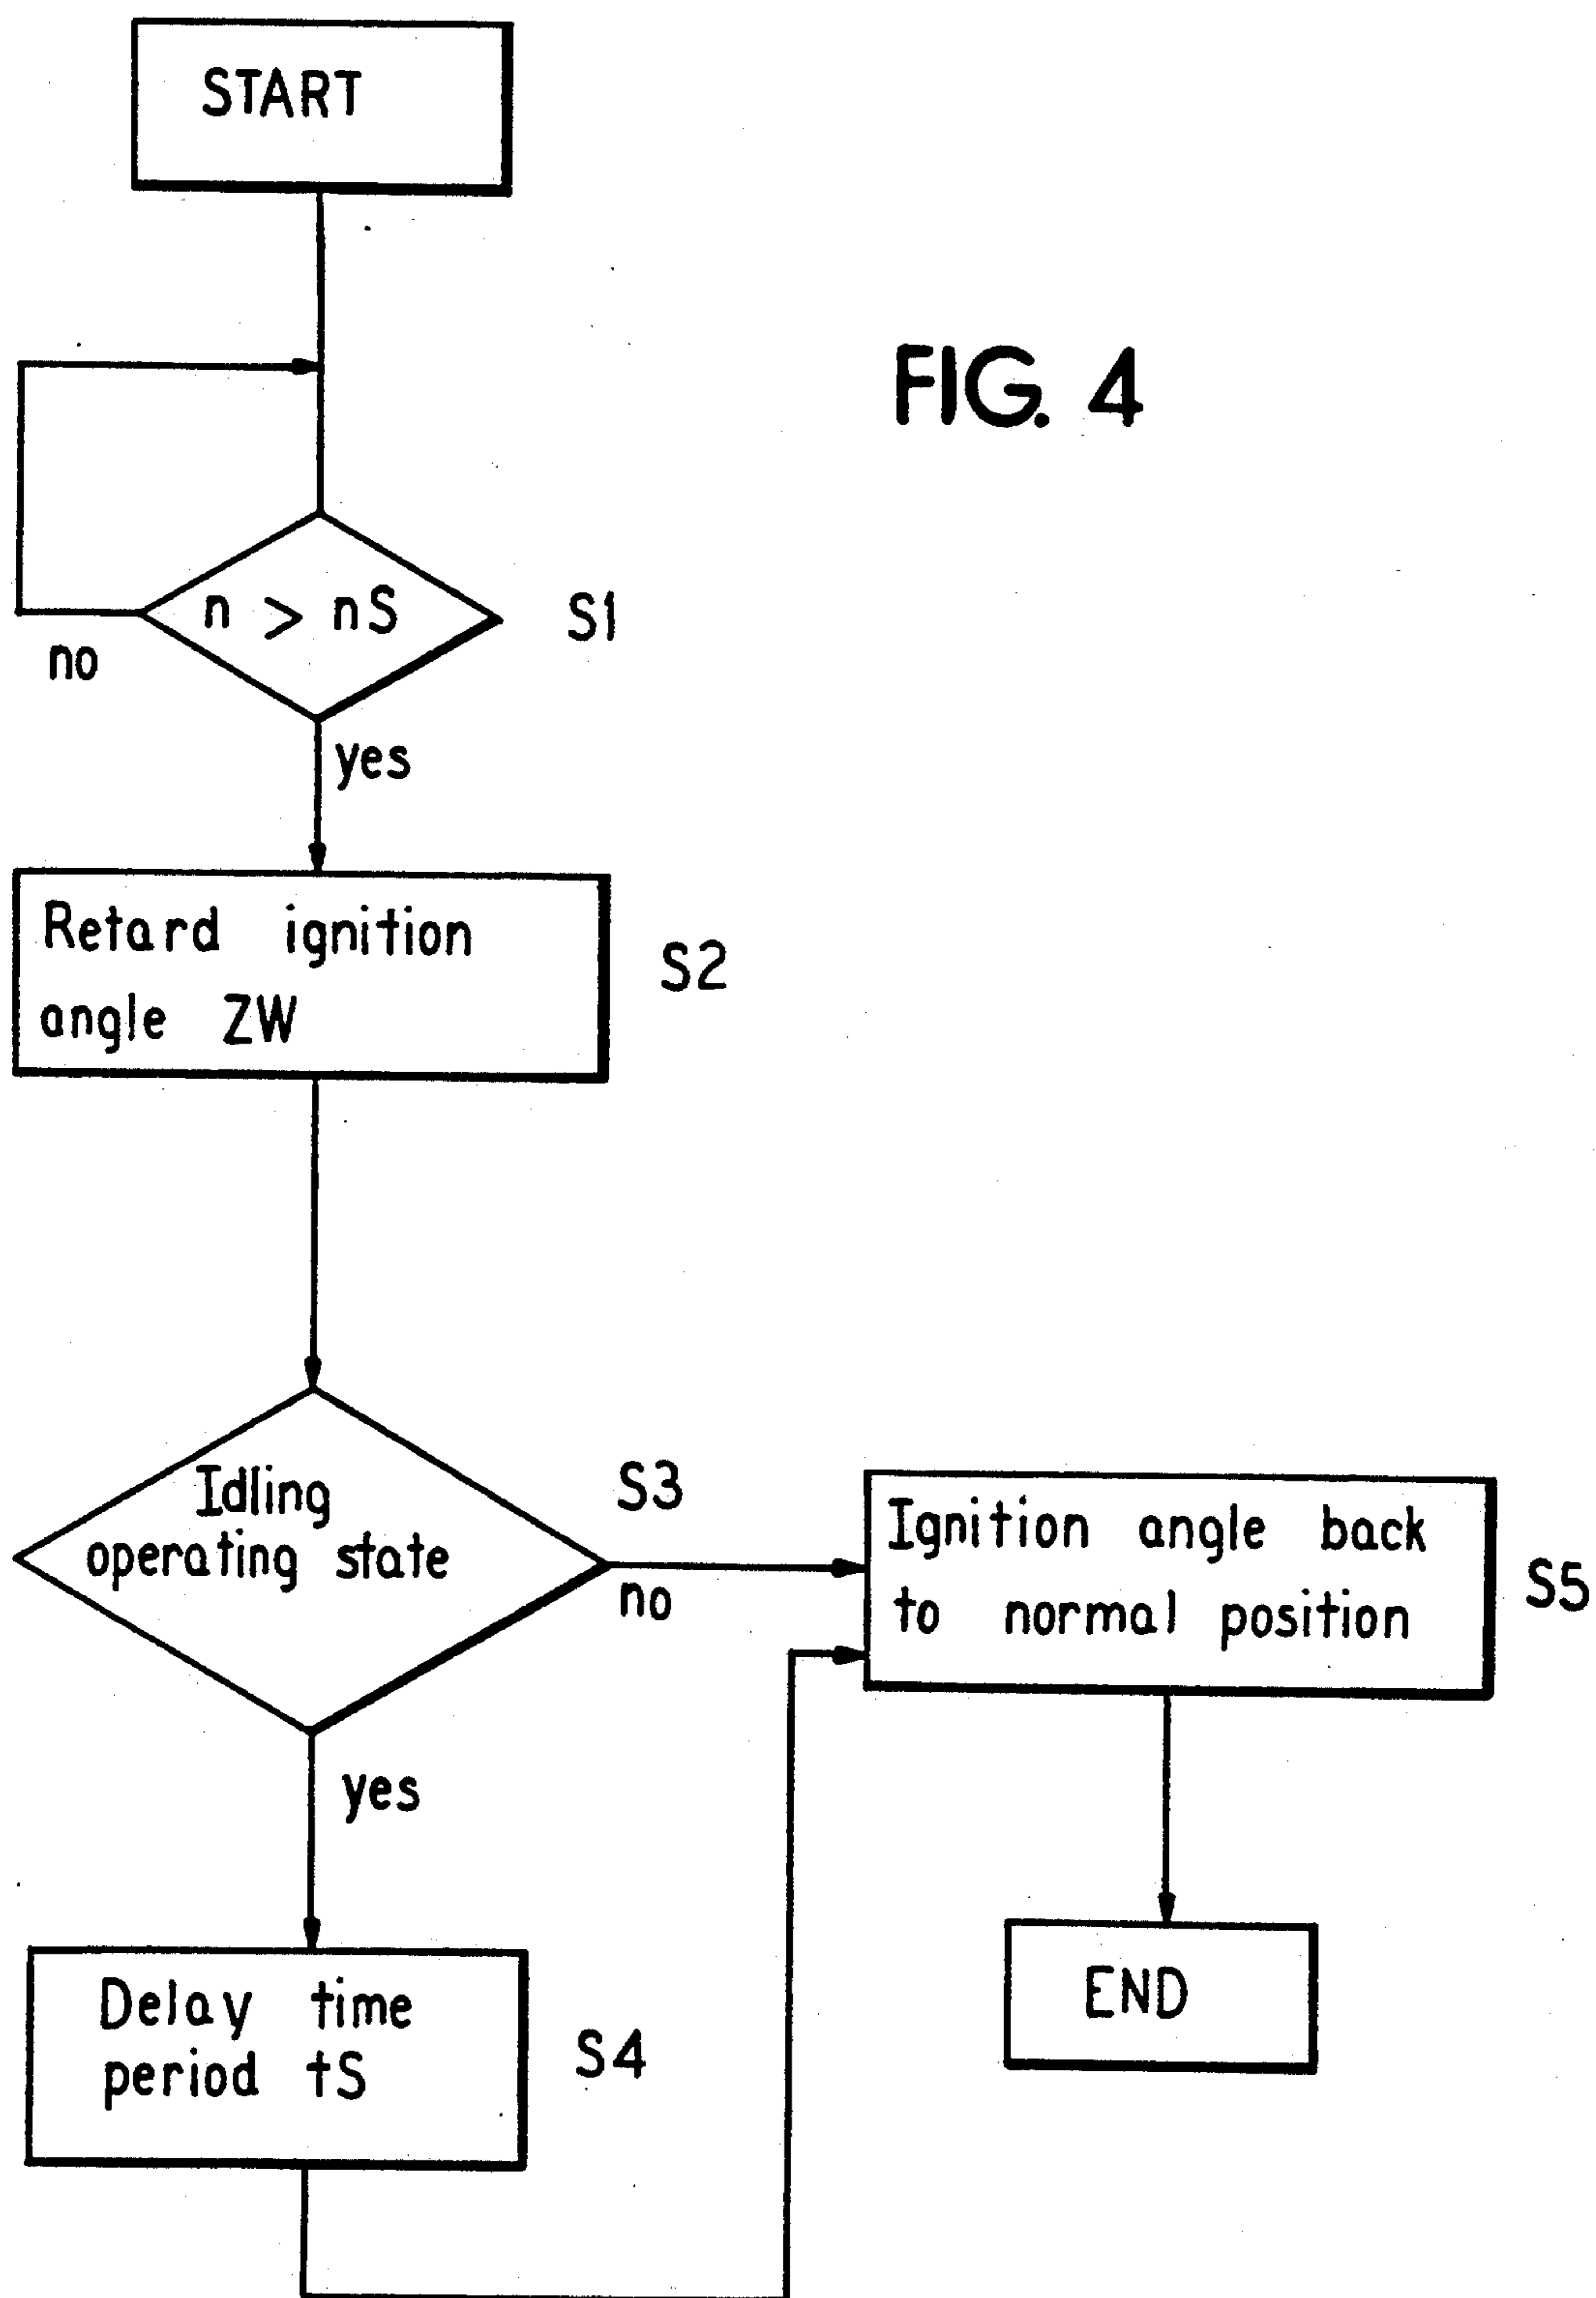 START
FIG. 4
n > nS
S1
no
yes
Retard ignition
angle ZW
S2
Idling
operating state
S3
no
yes
Ignition angle back
to normal position
S5
Delay time
period tS
S4
END